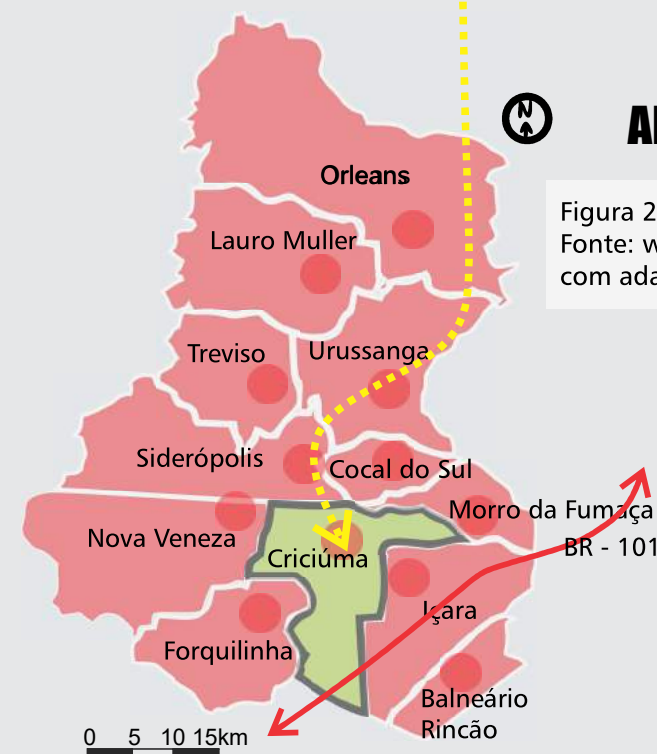 N
Orleans
Figura 2
Fonte: w
com ada
Lauro Muller
Treviso
Urussanga
Siderópolis
Cocal do Sul
Morro da Fumaça
Nova Veneza
BR - 101
Criciúma
Içara
Forquilinha
Balneário
Rincão
0 5 10 15km